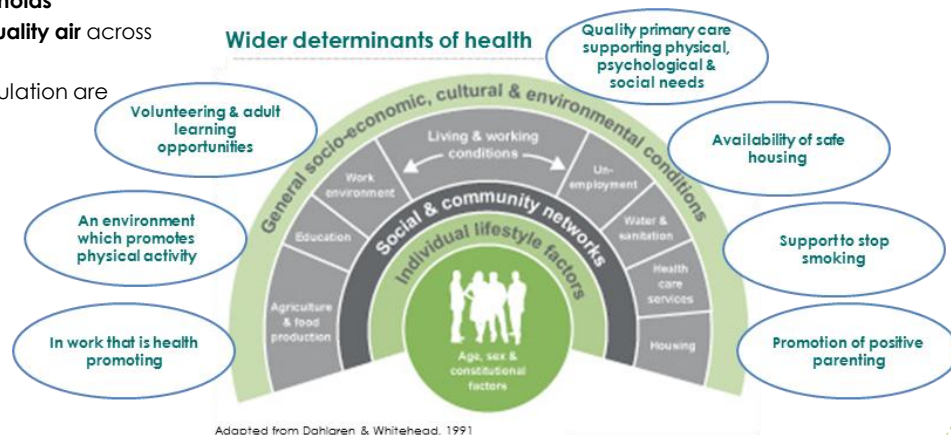 holds
uality air across
ulation are
Wider determinants of health
Quality primary care
supporting physical,
psychological &
social needs
Volunteering & adult
learning
opportunities
Availability of safe
housing
An environment
which promotes
physical activity
Support to stop
smoking
In work that is health
promoting
Promotion of positive
parenting
General socio-economic, cultural & environmental conditions
Living & working
conditions
Work
environment
Un-
employment
Education
Water &
sanitation
Agriculture
& food
production
Health
care
services
Housing
Social & community networks
Individual lifestyle factors
Age, sex &
constitutional
factors
Adapted from Dahlgren & Whitehead, 1991